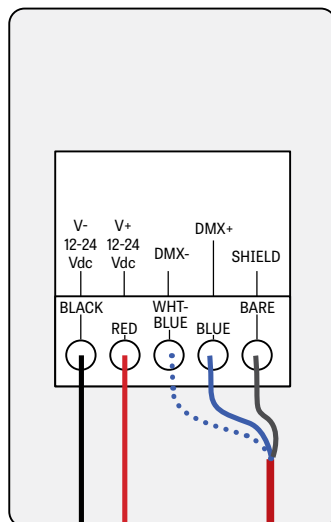 V-
12-24
Vdc
V+
12-24
Vdc
DMX-
DMX+
SHIELD
BLACK
RED
WHT-
BLUE
BLUE
BARE